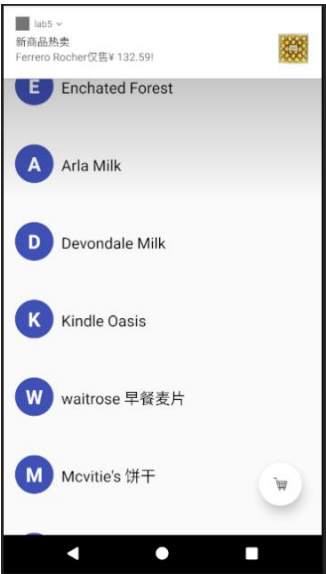 lab5
新商品热卖
Ferrero Rocher仅售¥ 132.59!
E Enchated Forest
A Arla Milk
D Devondale Milk
K Kindle Oasis
W waitrose 早餐麦片
M Mcvitie's 饼干